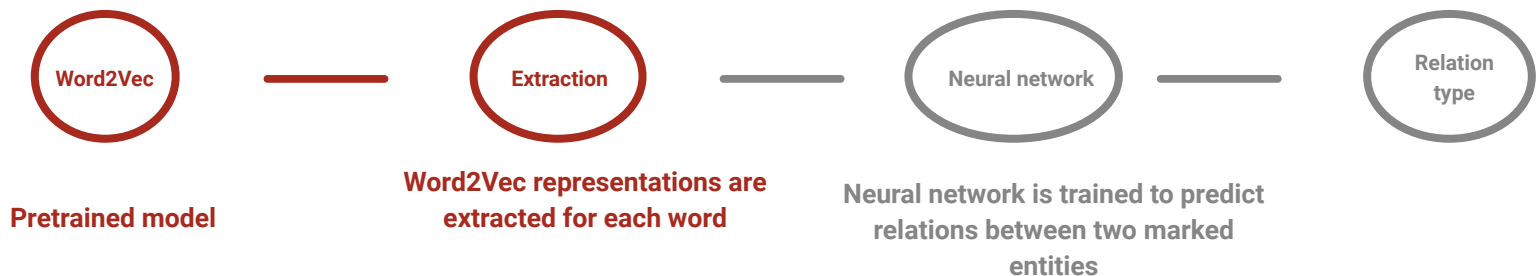 Word2Vec
Extraction
Neural network
Relation
type
Pretrained model
Word2Vec representations are
extracted for each word
Neural network is trained to predict
relations between two marked
entities